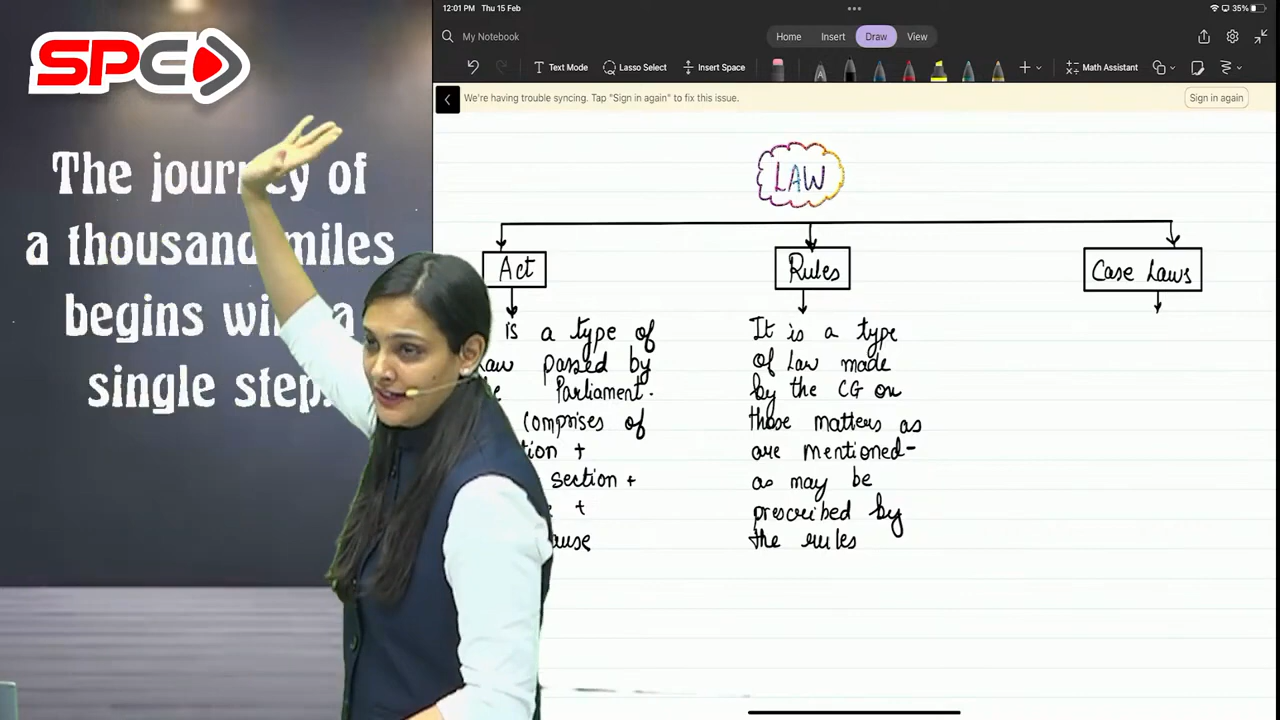 SPC
The journey of
a thousand miles
begins wi a
single step.
12:01 PM Thu 15 Feb
35%
My Notebook
Home Insert Draw View
Text Mode Lasso Select Insert Space Math Assistant
We're having trouble syncing. Tap "Sign in again" to fix this issue.
Sign in again
LAW
Act
is a type of
passed by
Parliament.
comprises of
+
section +
+
Rules
It is a type
of Law made
by the CG on
those matters as
are mentioned-
as may be
prescribed by
the rules
Case Laws